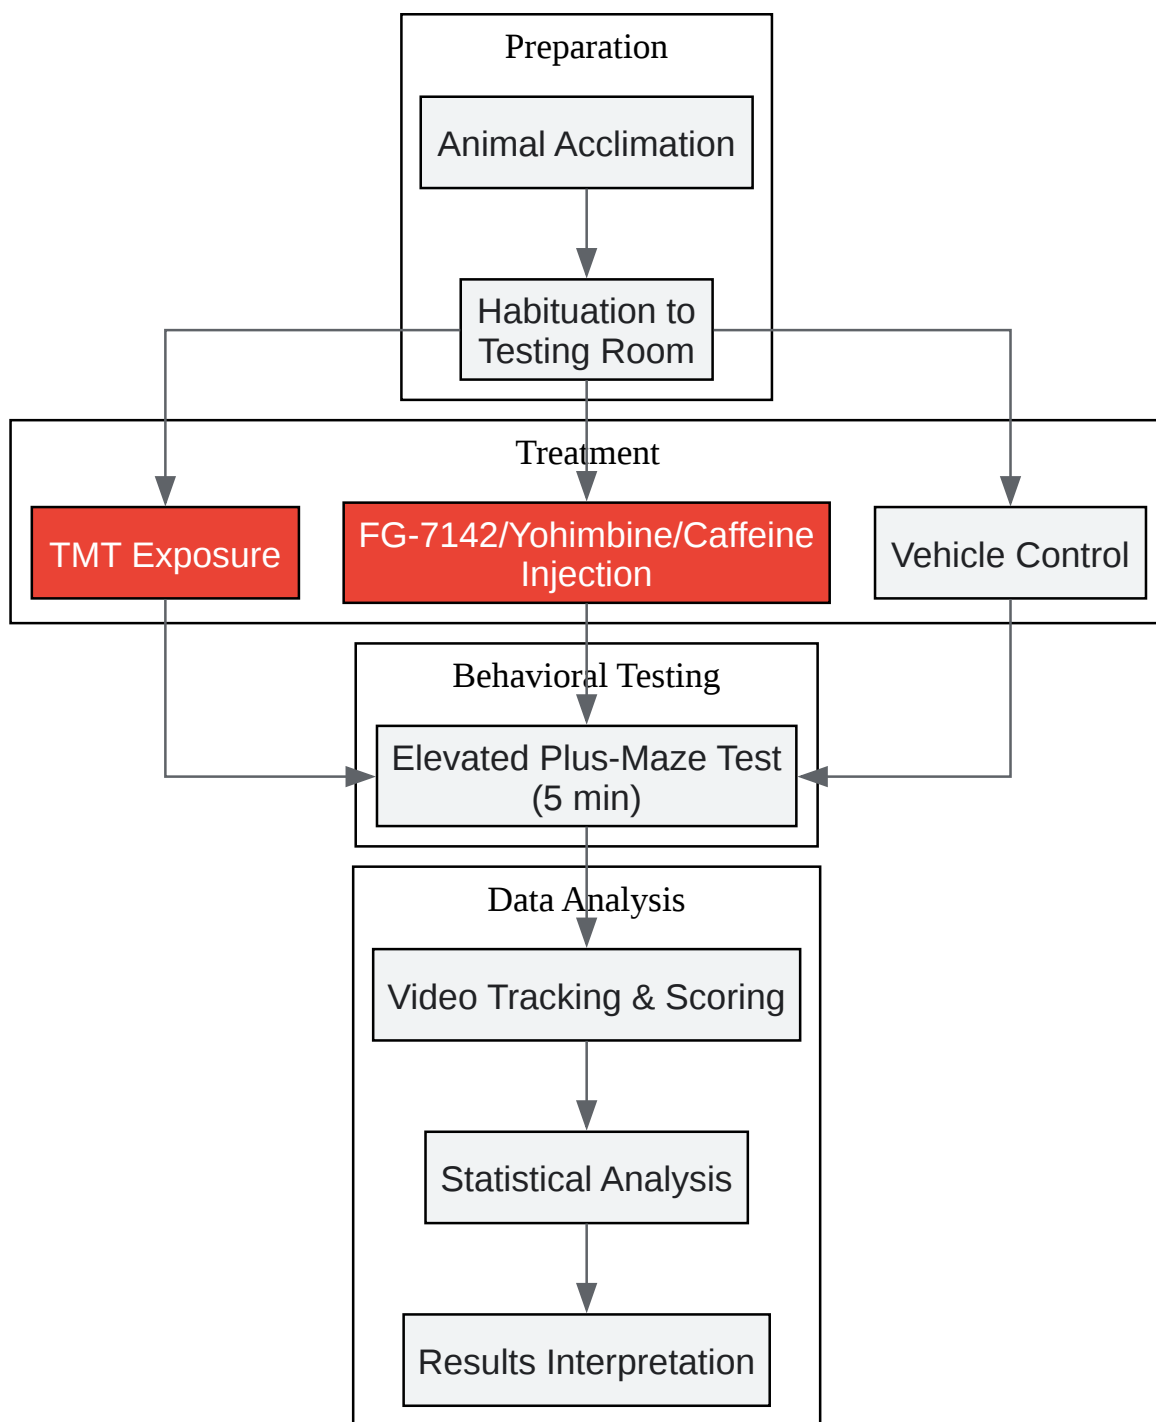 Preparation
Animal Acclimation
Habituation to
Testing Room
Treatment
TMT Exposure
FG-7142/Yohimbine/Caffeine
Injection
Vehicle Control
Behavioral Testing
Elevated Plus-Maze Test
(5 min)
Data Analysis
Video Tracking & Scoring
Statistical Analysis
Results Interpretation